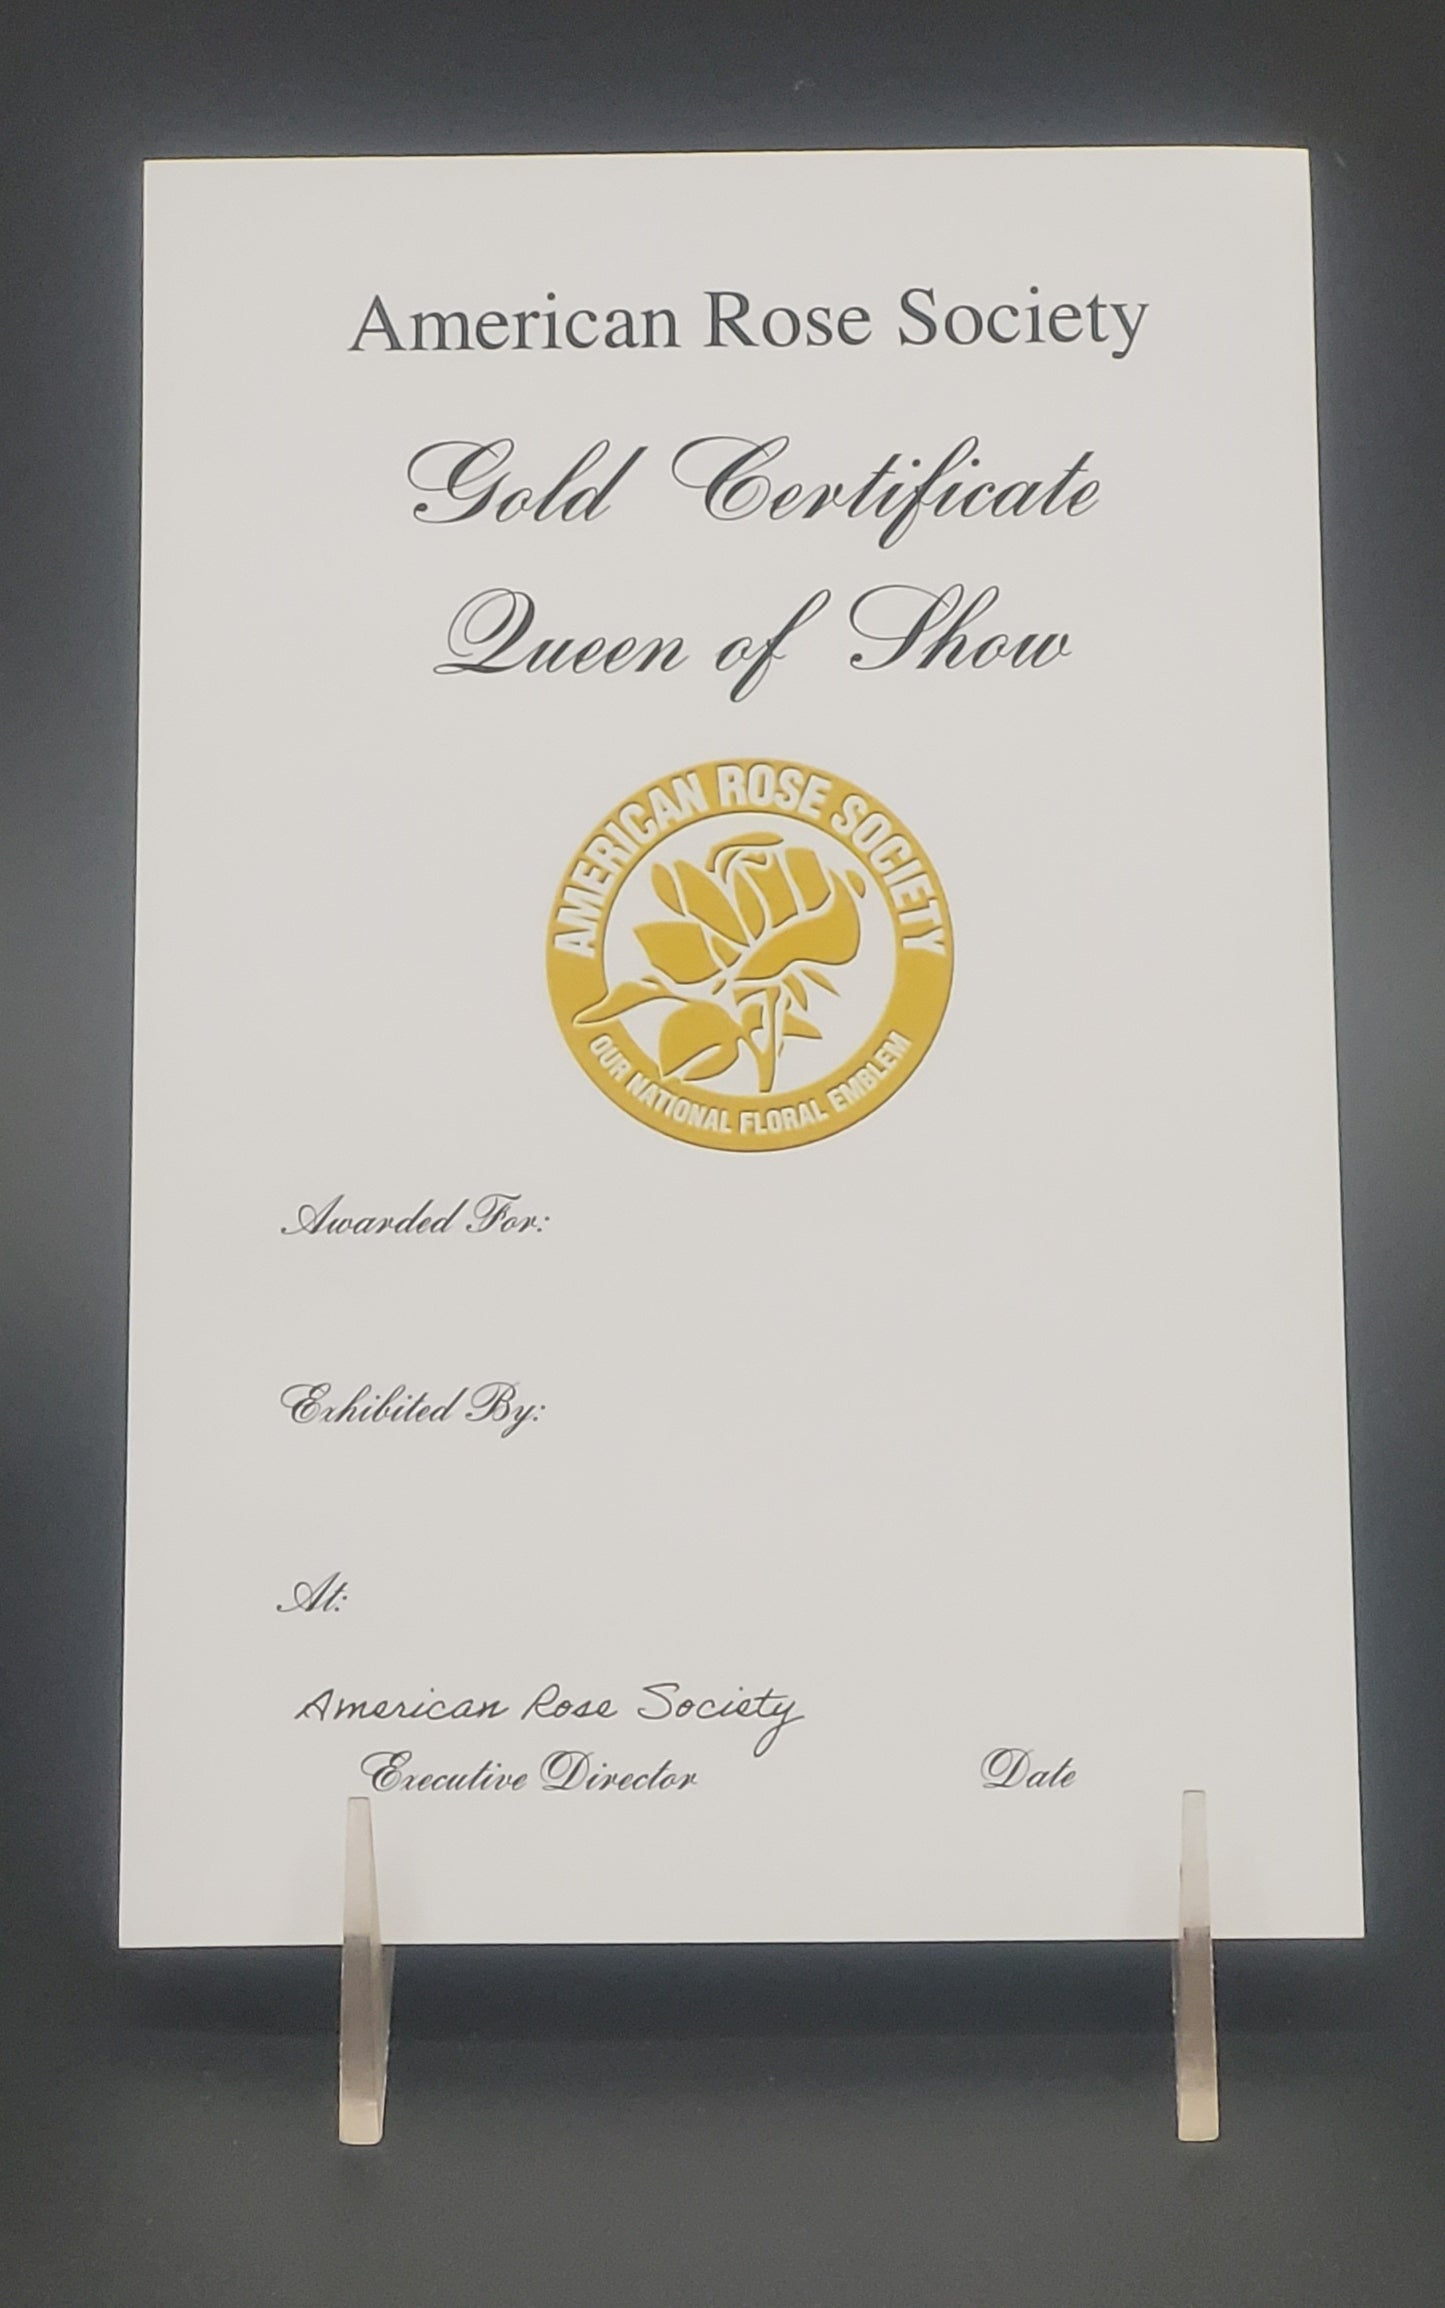 American Rose Society
Gold Certificate
Queen of Show
AMERICAN ROSE SOCIETY
OUR NATIONAL FLORAL EMBLEM
Awarded For:
Exhibited By:
At:
American Rose Society
Executive Director Date